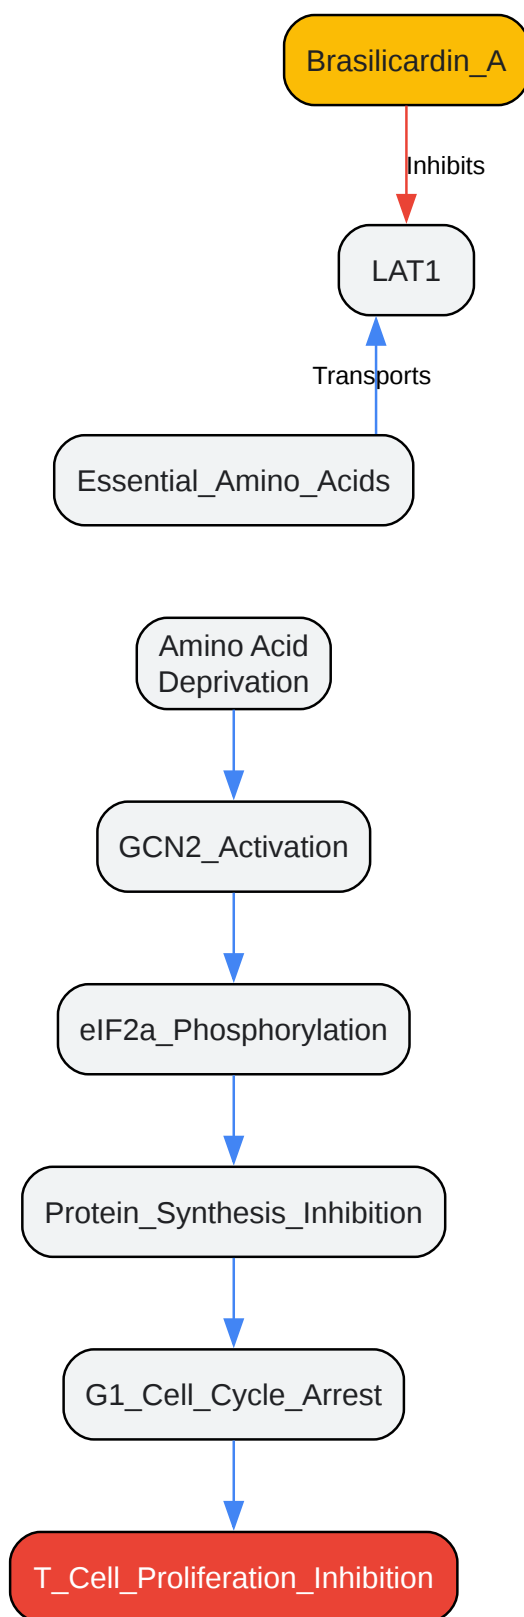 Brasilicardin_A
Inhibits
LAT1
Transports
Essential_Amino_Acids
Amino Acid
Deprivation
GCN2_Activation
eIF2a_Phosphorylation
Protein_Synthesis_Inhibition
G1_Cell_Cycle_Arrest
T_Cell_Proliferation_Inhibition